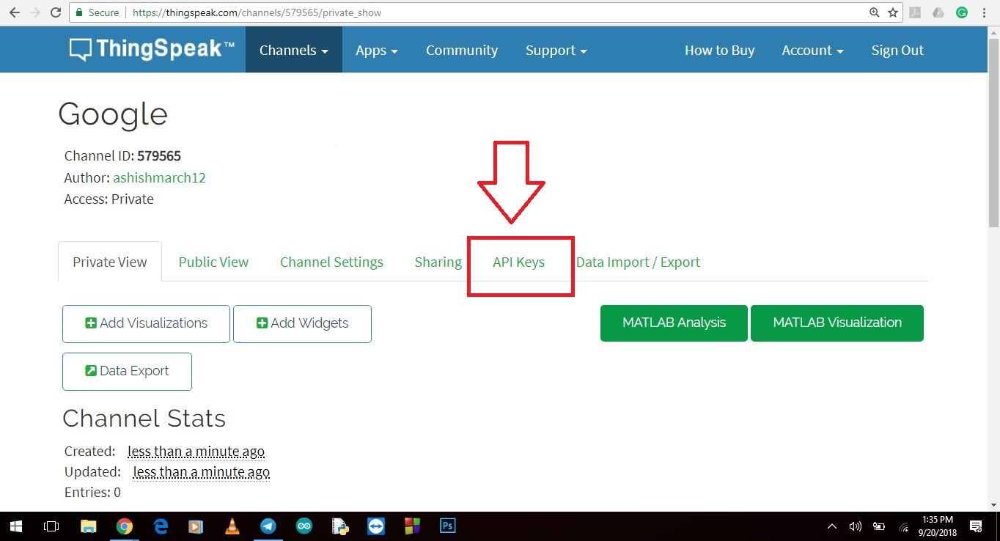 Secure https://thingspeak.com/channels/579565/private_show
ThingSpeak™ Channels Apps Community Support How to Buy Account Sign Out
Google
Channel ID: 579565
Author: ashishmarch12
Access: Private
Private View Public View Channel Settings Sharing API Keys Data Import / Export
Add Visualizations Add Widgets MATLAB Analysis MATLAB Visualization
Data Export
Channel Stats
Created: less than a minute ago
Updated: less than a minute ago
Entries: 0
Ps 1:35 PM
9/20/2018